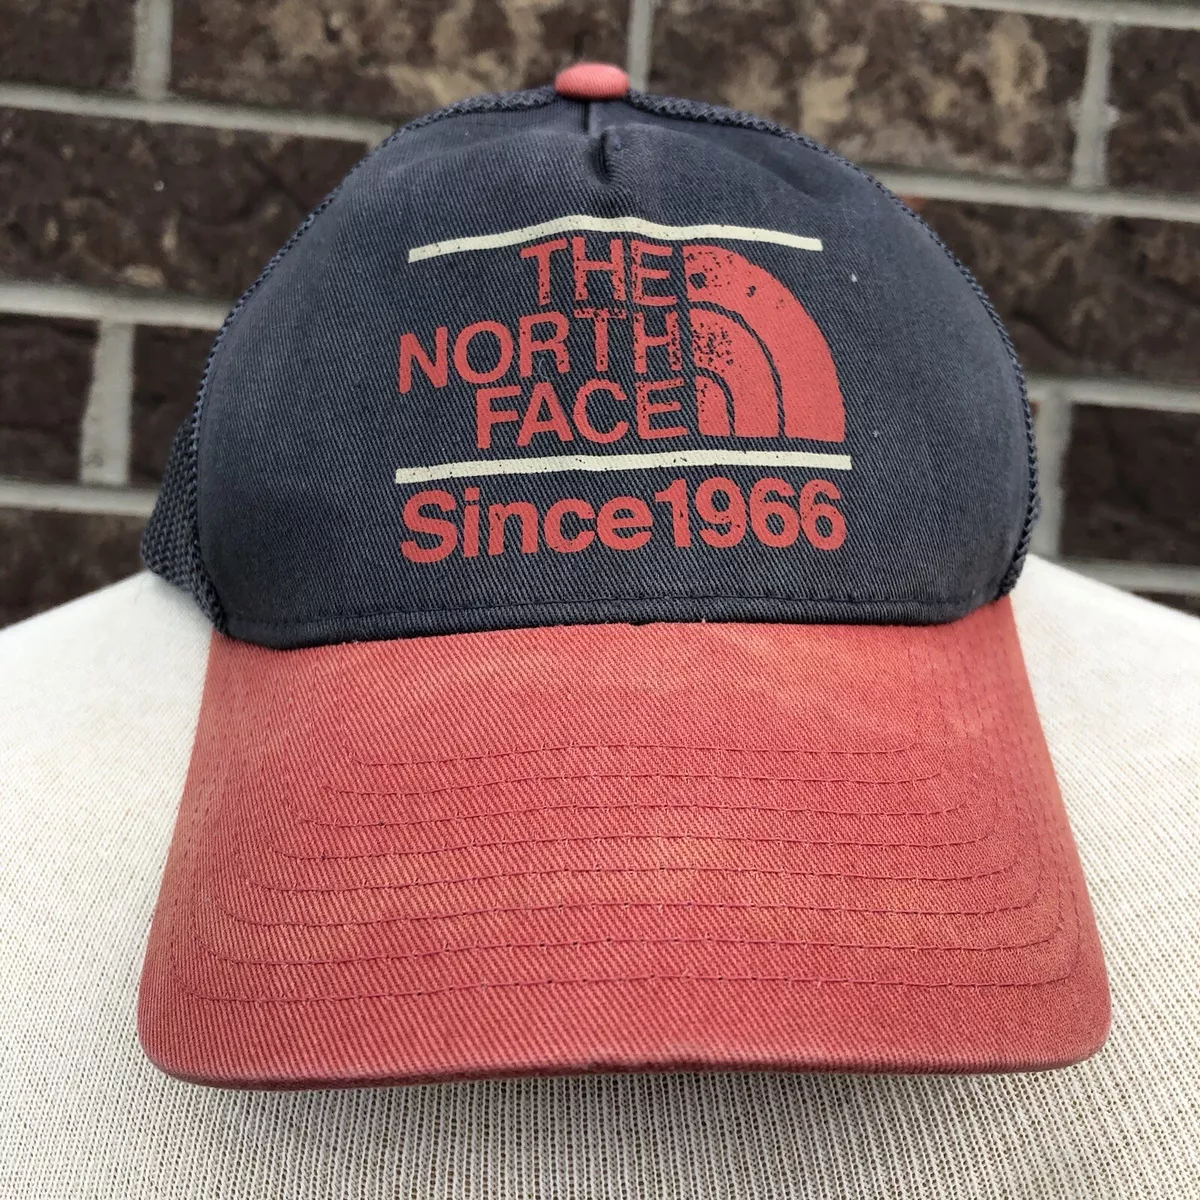 THE
NORTH
FACE
Since1966